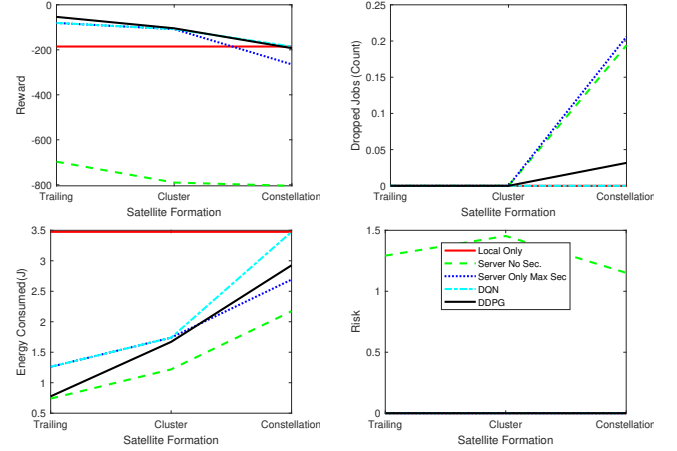 0
-200
-400
-600
-800
Reward
Trailing Cluster Constellation
Satellite Formation
0.25
0.2
0.15
0.1
0.05
0
Dropped Jobs (Count)
Trailing Cluster Constellation
Satellite Formation
3.5
3
2.5
2
1.5
1
0.5
Energy Consumed(J)
Trailing Cluster Constellation
Satellite Formation
1.5
1
0.5
0
Risk
Local Only
Server No Sec.
Server Only Max Sec
DQN
DDPG
Trailing Cluster Constellation
Satellite Formation